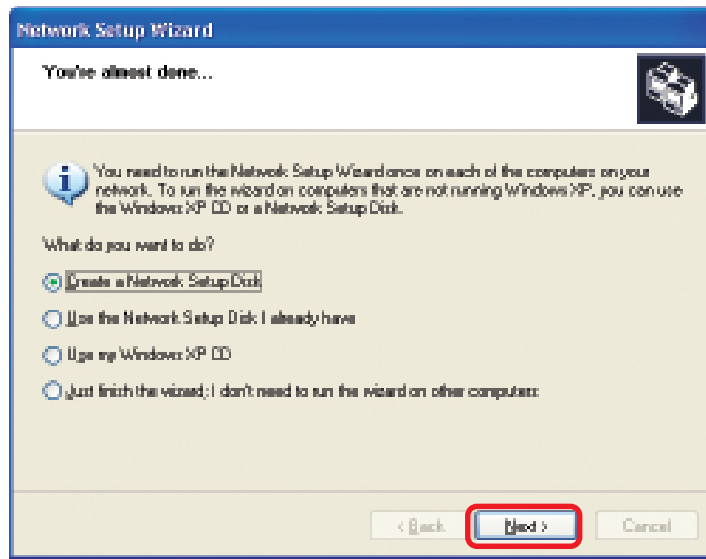 Network Setup Wizard
You're almost done...
You need to run the Network Setup Wizard once on each of the computers on your
network. To run the wizard on computers that are not running Windows XP, you can use
the Windows XP CD or a Network Setup Disk.
What do you want to do?
Create a Network Setup Disk
Use the Network Setup Disk I already have
Use my Windows XP CD
Just finish the wizard; I don't need to run the wizard on other computers
< Back
Next >
Cancel